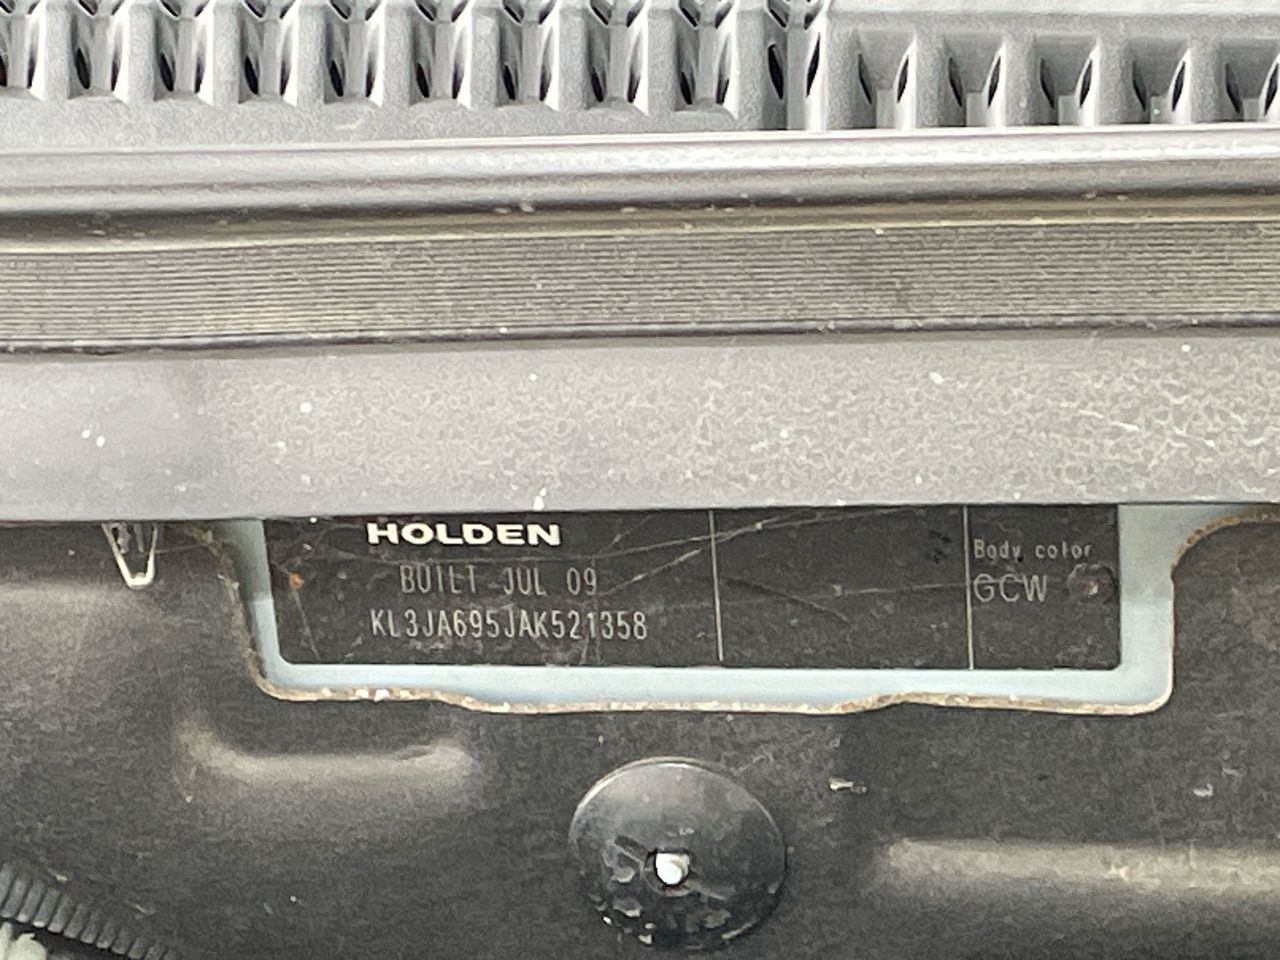 HOLDEN
BUILT JUL 09
KL3JA695JAK521358
Body color
GCW